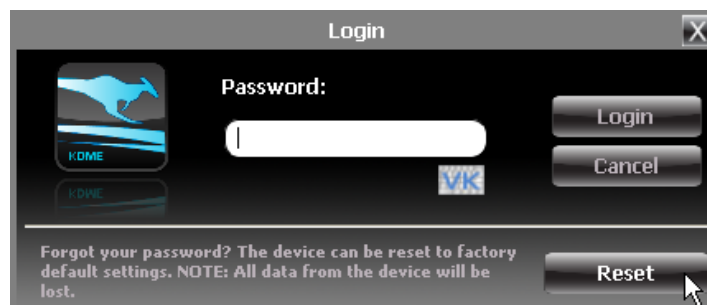 Login
X
Password:
Login
KDME
Cancel
VK
KDME
Forgot your password? The device can be reset to factory
default settings. NOTE: All data from the device will be
lost.
Reset